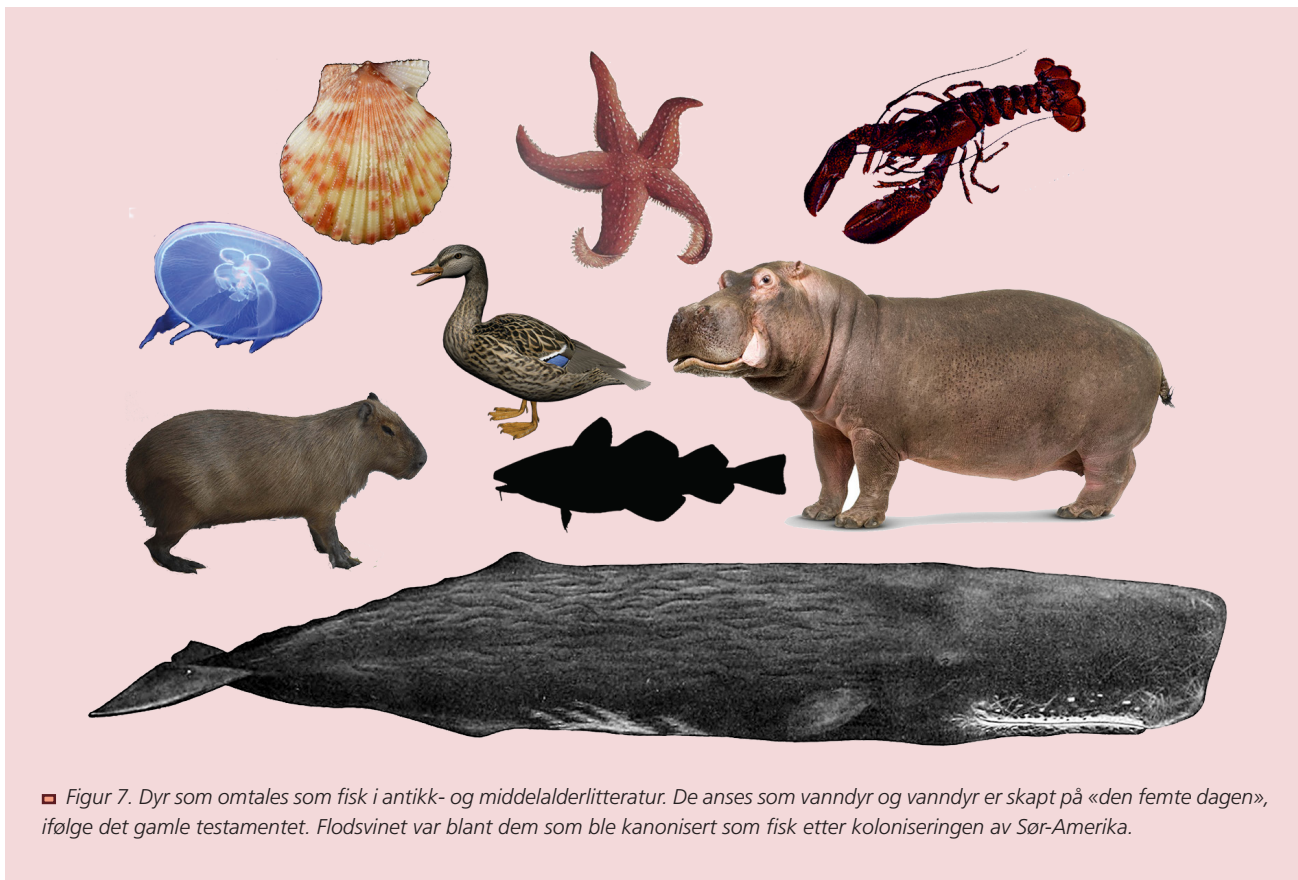 Figur 7. Dyr som omtales som fisk i antikk- og middelalderlitteratur. De anses som vanndyr og vanndyr er skapt på «den femte dagen»,
ifølge det gamle testamentet. Flodsvinet var blant dem som ble kanonisert som fisk etter koloniseringen av Sør-Amerika.